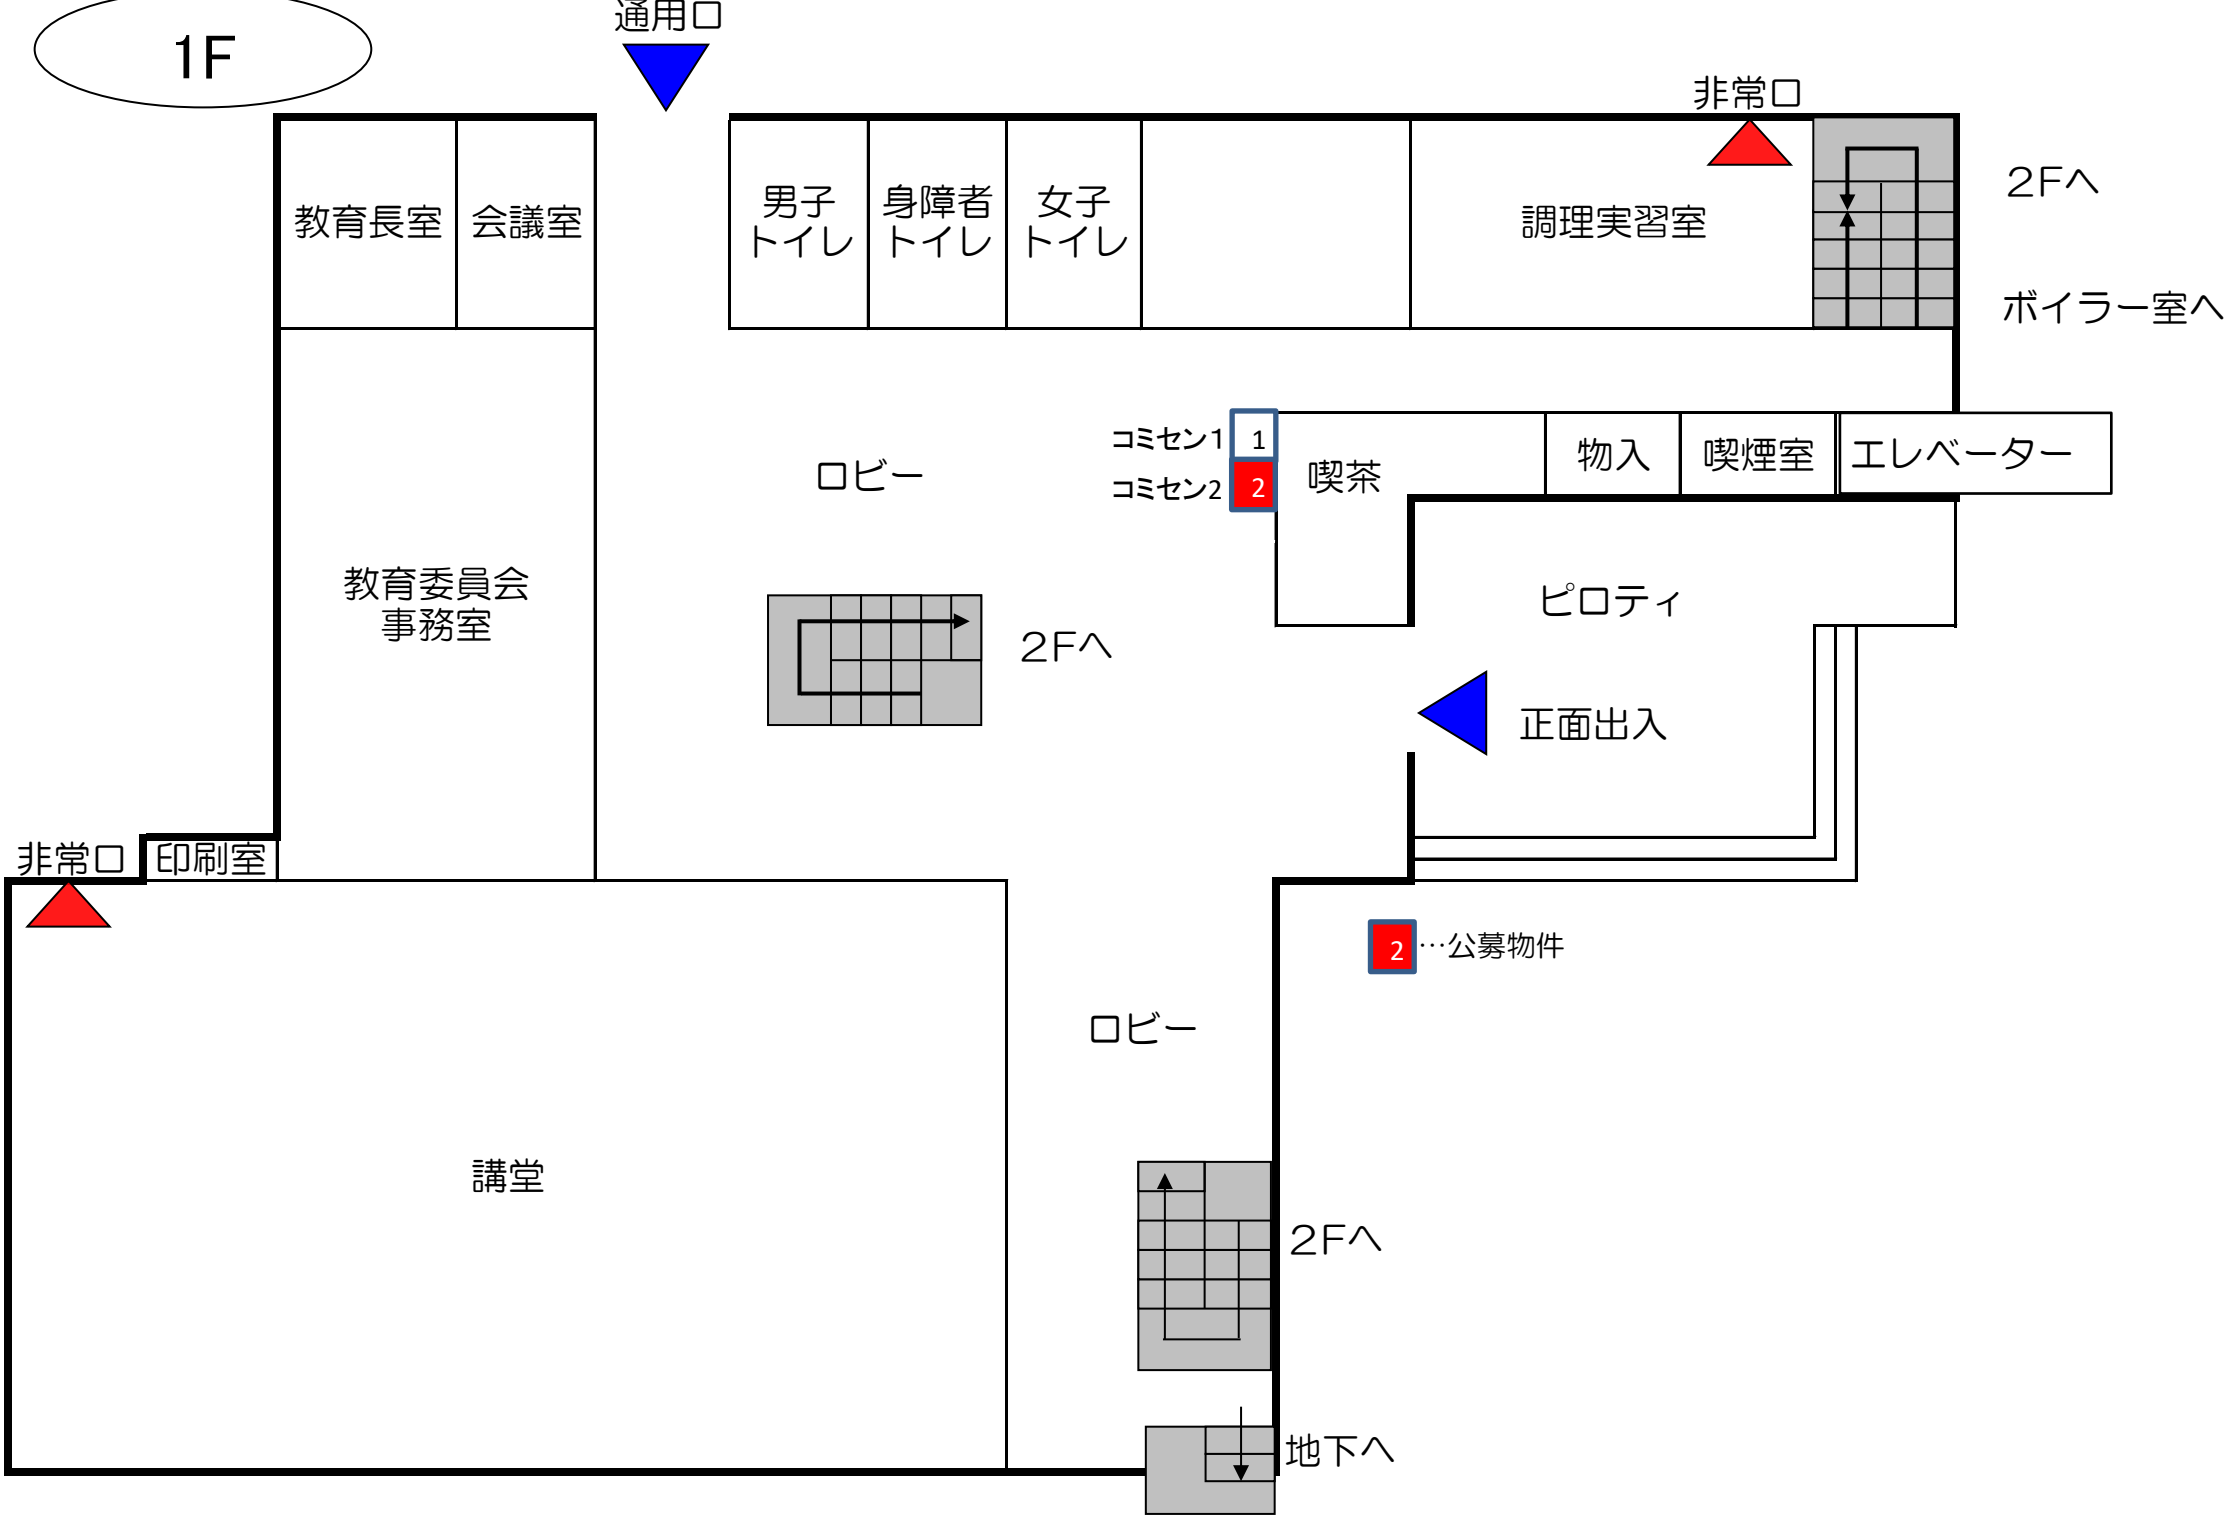 通用口
1F
非常口
男子
トイレ
身障者
トイレ
女子
トイレ
2Fへ
教育長室
会議室
調理実習室
ボイラー室へ
コミセン1
1
喫茶
物入
喫煙室
エレベーター
ロビー
コミセン2
2
教育委員会
事務室
ピロティ
2Fへ
正面出入
非常口
印刷室
2
…公募物件
ロビー
講堂
2Fへ
地下へ